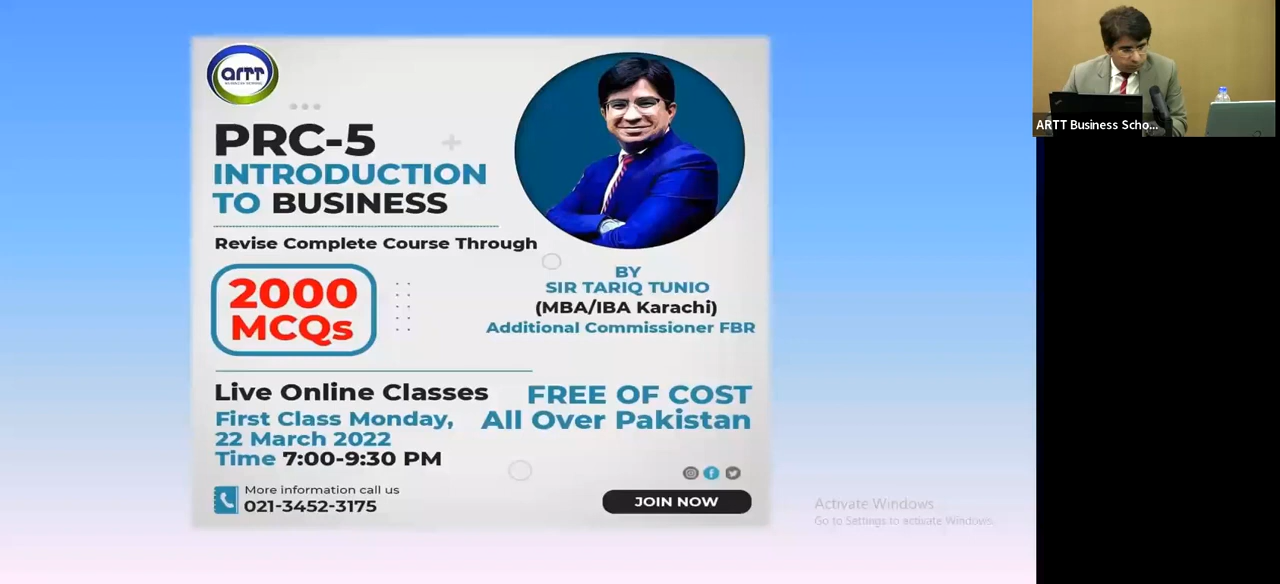 artt
PRC-5
INTRODUCTION
TO BUSINESS
Revise Complete Course Through
2000
MCQs
BY
SIR TARIQ TUNIO
(MBA/IBA Karachi)
Additional Commissioner FBR
Live Online Classes
First Class Monday,
22 March 2022
Time 7:00-9:30 PM
FREE OF COST
All Over Pakistan
More information call us
021-3452-3175
JOIN NOW
Activate Windows
Go to Settings to activate Windows.
ARTT Business Scho...